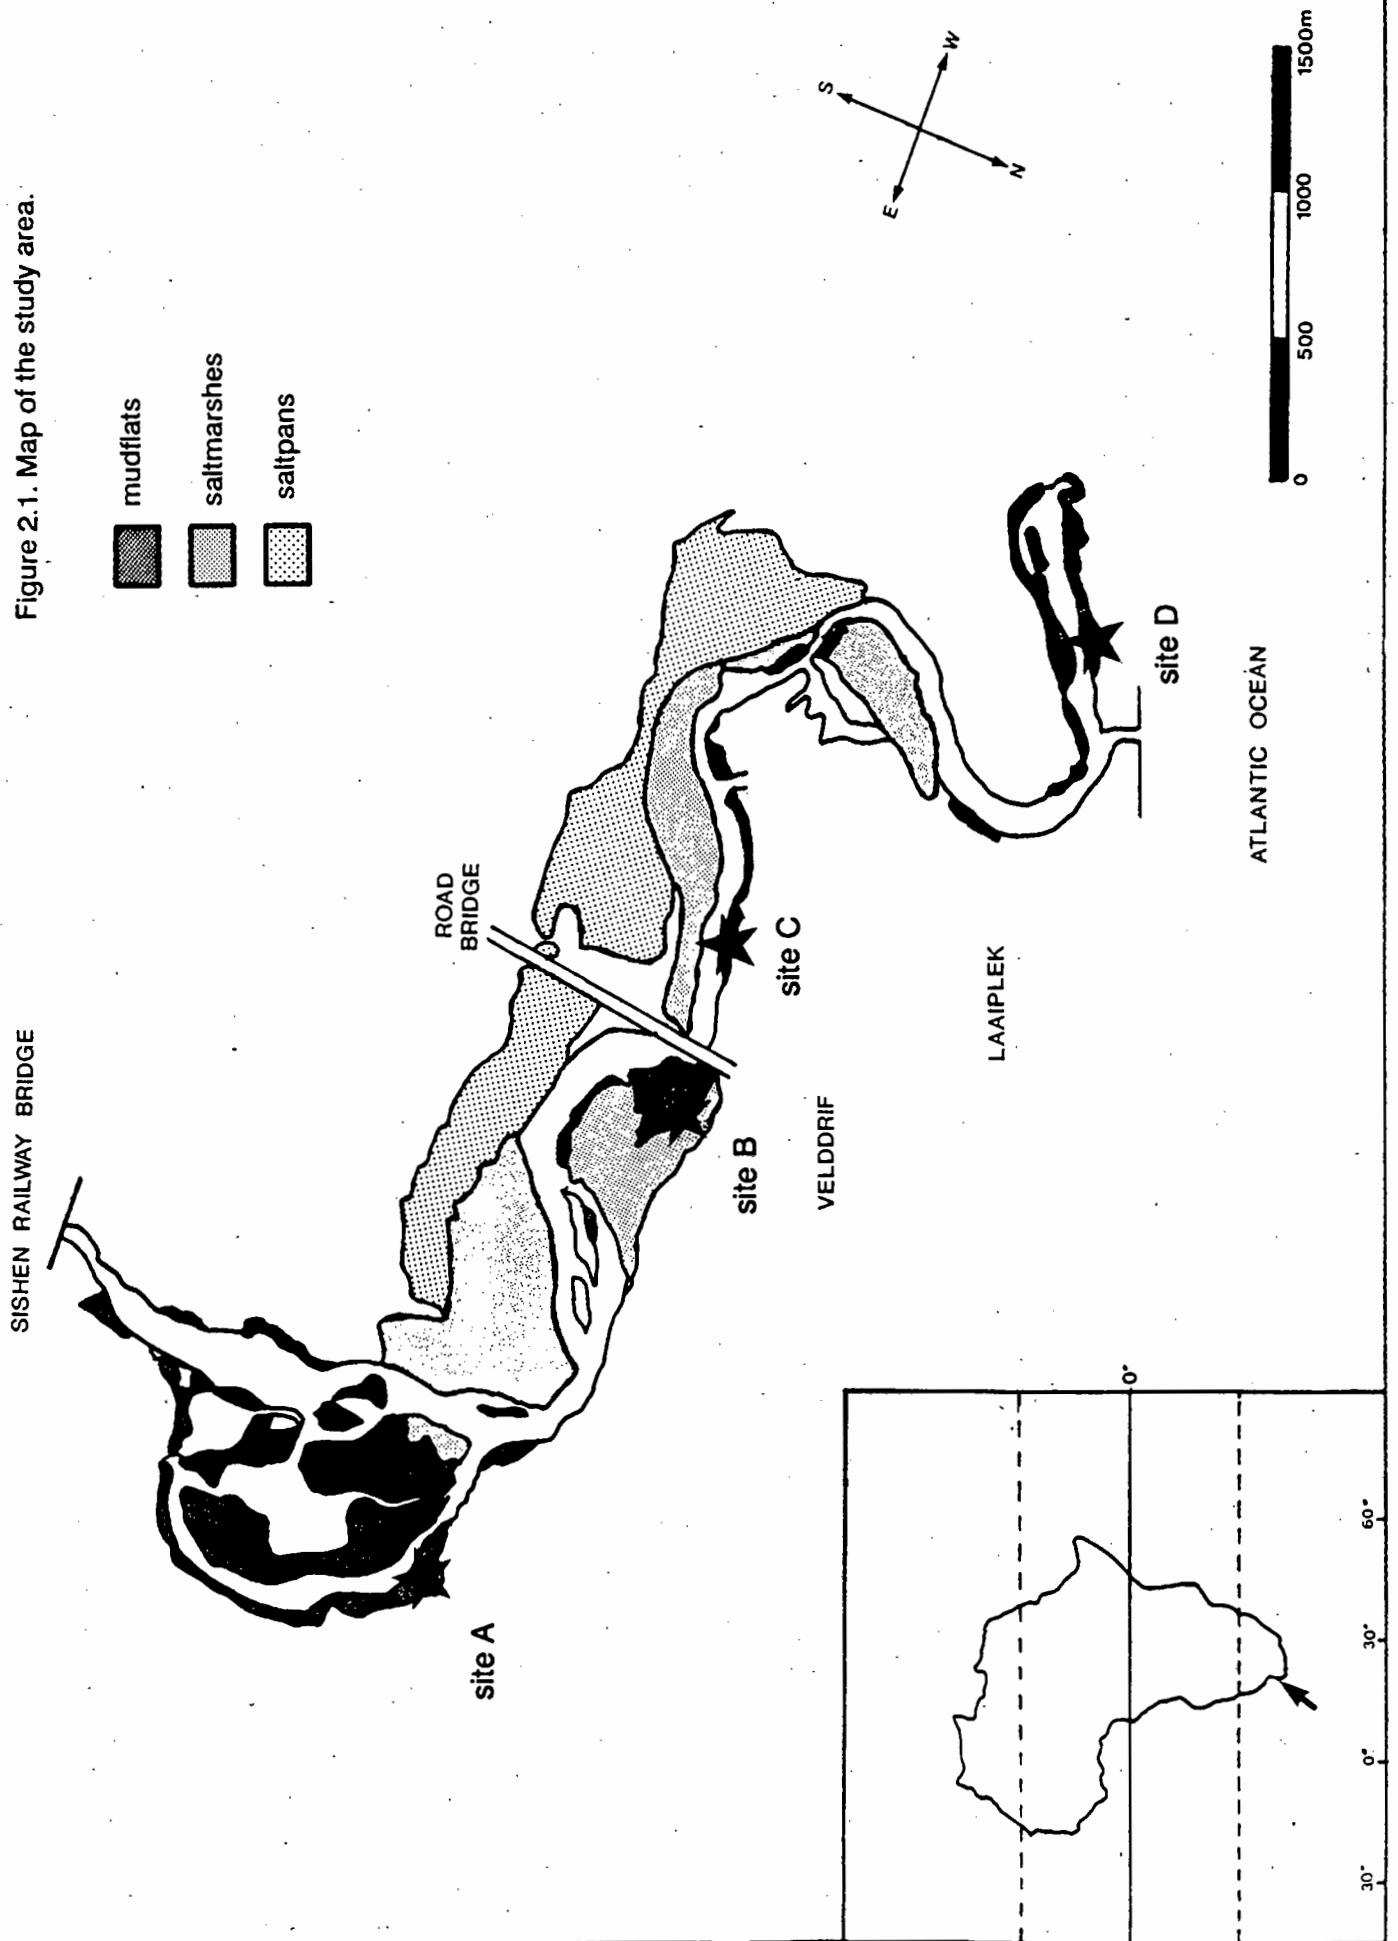 Figure 2.1. Map of the study area.
mudflats
saltmarshes
saltpans
SISHEN RAILWAY BRIDGE
ROAD
BRIDGE
S
W
E
N
site A
site B
site C
site D
VELDDRIF
LAAIPLEK
ATLANTIC OCEAN
0 500 1000 1500m
0°
30° 0° 30° 60°